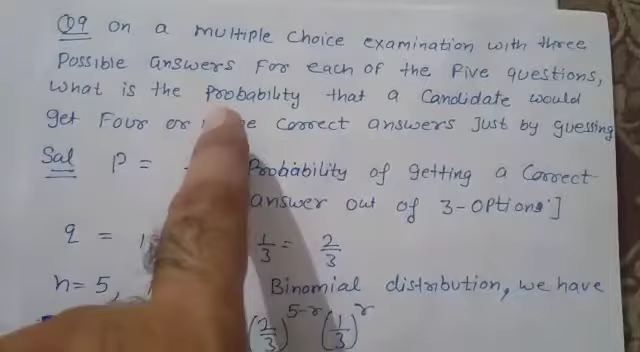 Q9 on a multiple choice examination with three
Possible answers For each of the Five questions,
What is the Probability that a Candidate would
get Four or Correct answers Just by guessing
Sol P = Probability of getting a Correct
answer out of 3-options]
q = 1 1/3 = 2/3
n=5, Binomial distribution, we have
(2/3)^5-r (1/3)^r